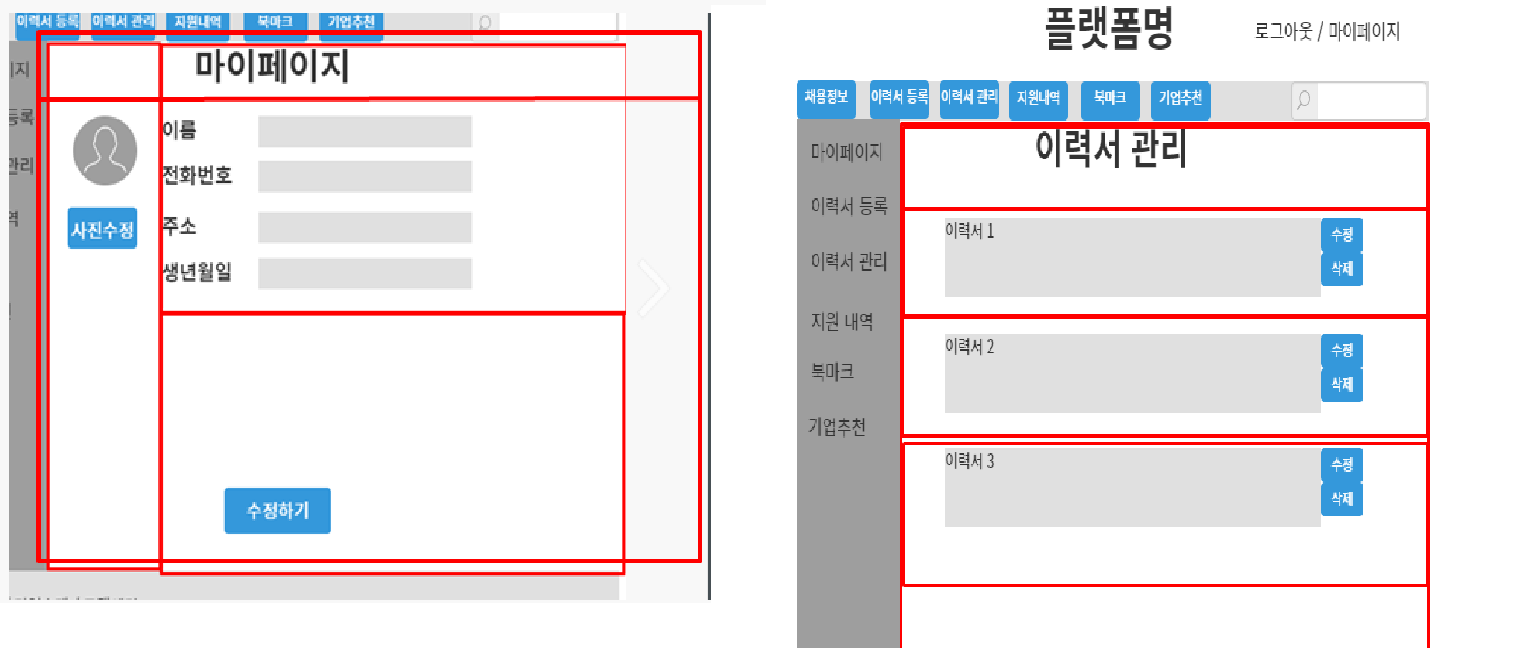 이력서 등록 이력서 관리 지원내역 북마크 기업추천
마이페이지
이름
전화번호
사진수정
주소
생년월일
수정하기
플랫폼명
로그아웃 / 마이페이지
채용정보 이력서 등록 이력서 관리 지원내역 북마크 기업추천
이력서 관리
마이페이지
이력서 등록
이력서 관리
지원 내역
북마크
기업추천
이력서 1
수정
삭제
이력서 2
수정
삭제
이력서 3
수정
삭제